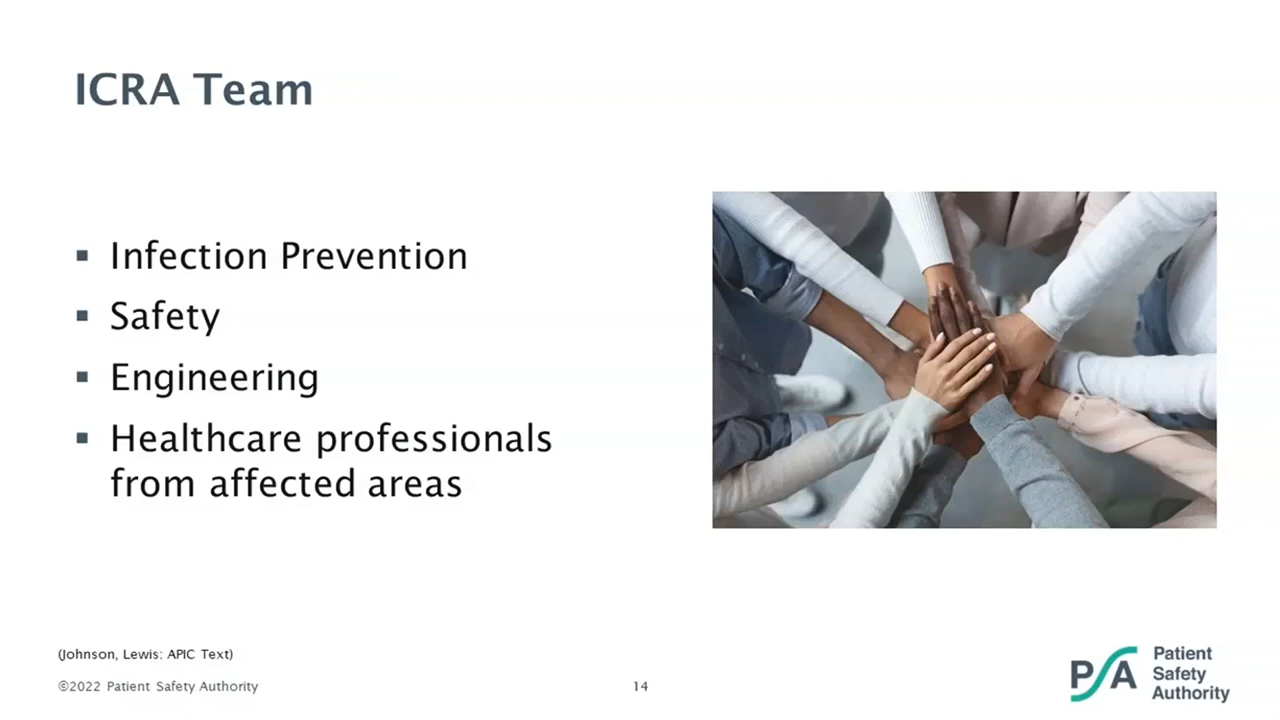 ICRA Team
▪ Infection Prevention
▪ Safety
▪ Engineering
▪ Healthcare professionals
from affected areas
(Johnson, Lewis: APIC Text)
©2022 Patient Safety Authority
14
PSA
Patient
Safety
Authority